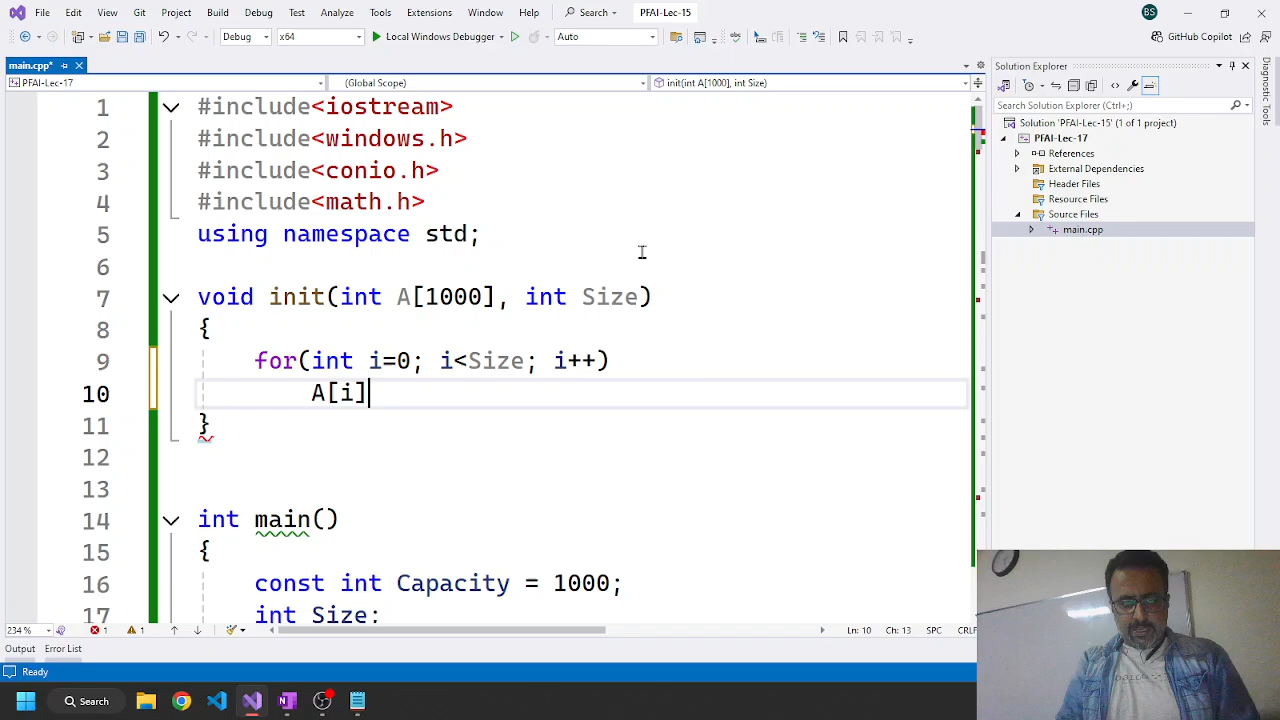 File Edit View Git Project Build Debug Test Analyze Tools Extensions Window Help Search PFAI-Lec-15 BS
Debug x64 Local Windows Debugger Auto GitHub Copilot
main.cpp*
PFAI-Lec-17 (Global Scope) init(int A[1000], int Size)
1 #include<iostream>
2 #include<windows.h>
3 #include<conio.h>
4 #include<math.h>
5 using namespace std;
6
7 void init(int A[1000], int Size)
8 {
9 for(int i=0; i<Size; i++)
10 A[i]
11 }
12
13
14 int main()
15 {
16 const int Capacity = 1000;
17 int Size;
Solution Explorer
Search Solution Explorer (Ctrl+;)
Solution 'PFAI-Lec-15' (1 of 1 project)
PFAI-Lec-17
References
External Dependencies
Header Files
Resource Files
Source Files
main.cpp
Diagnostic Tools
234 % 1 1 Ln: 10 Ch: 13 SPC CRLF
Output Error List
Ready
Search